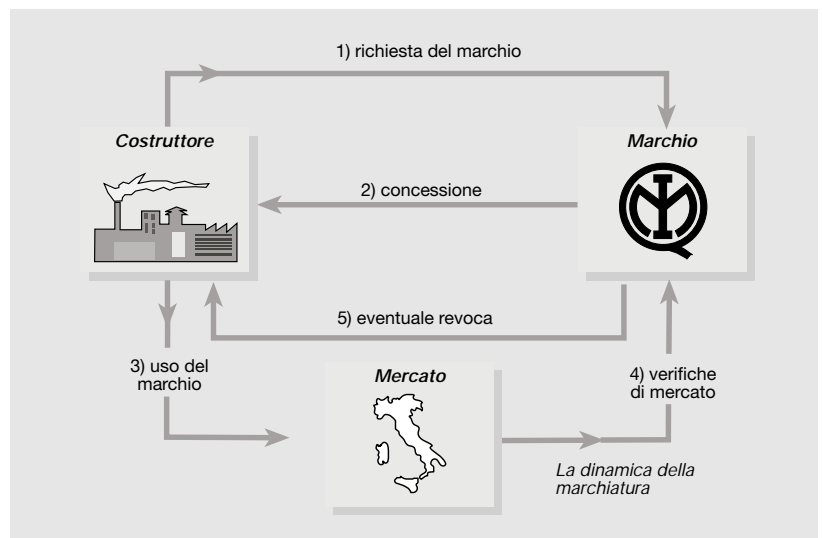 1) richiesta del marchio
Costruttore
Marchio
2) concessione
5) eventuale revoca
3) uso del
marchio
Mercato
4) verifiche
di mercato
La dinamica della
marchiatura